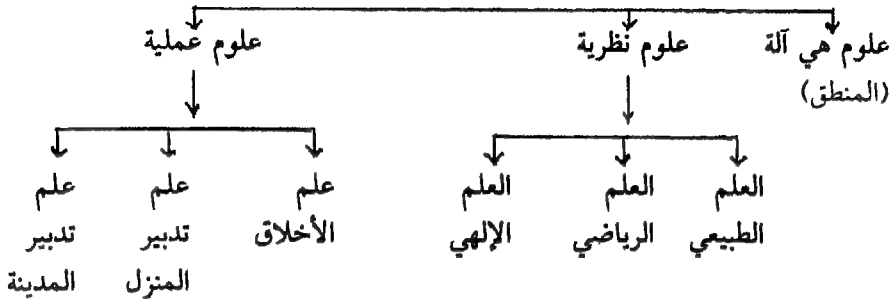 علوم هي آلة
(المنطق)
علوم نظرية
علوم عملية
العلم
الطبيعي
العلم
الرياضي
العلم
الإلهي
علم
الأخلاق
علم
تدبير
المنزل
علم
تدبير
المدينة